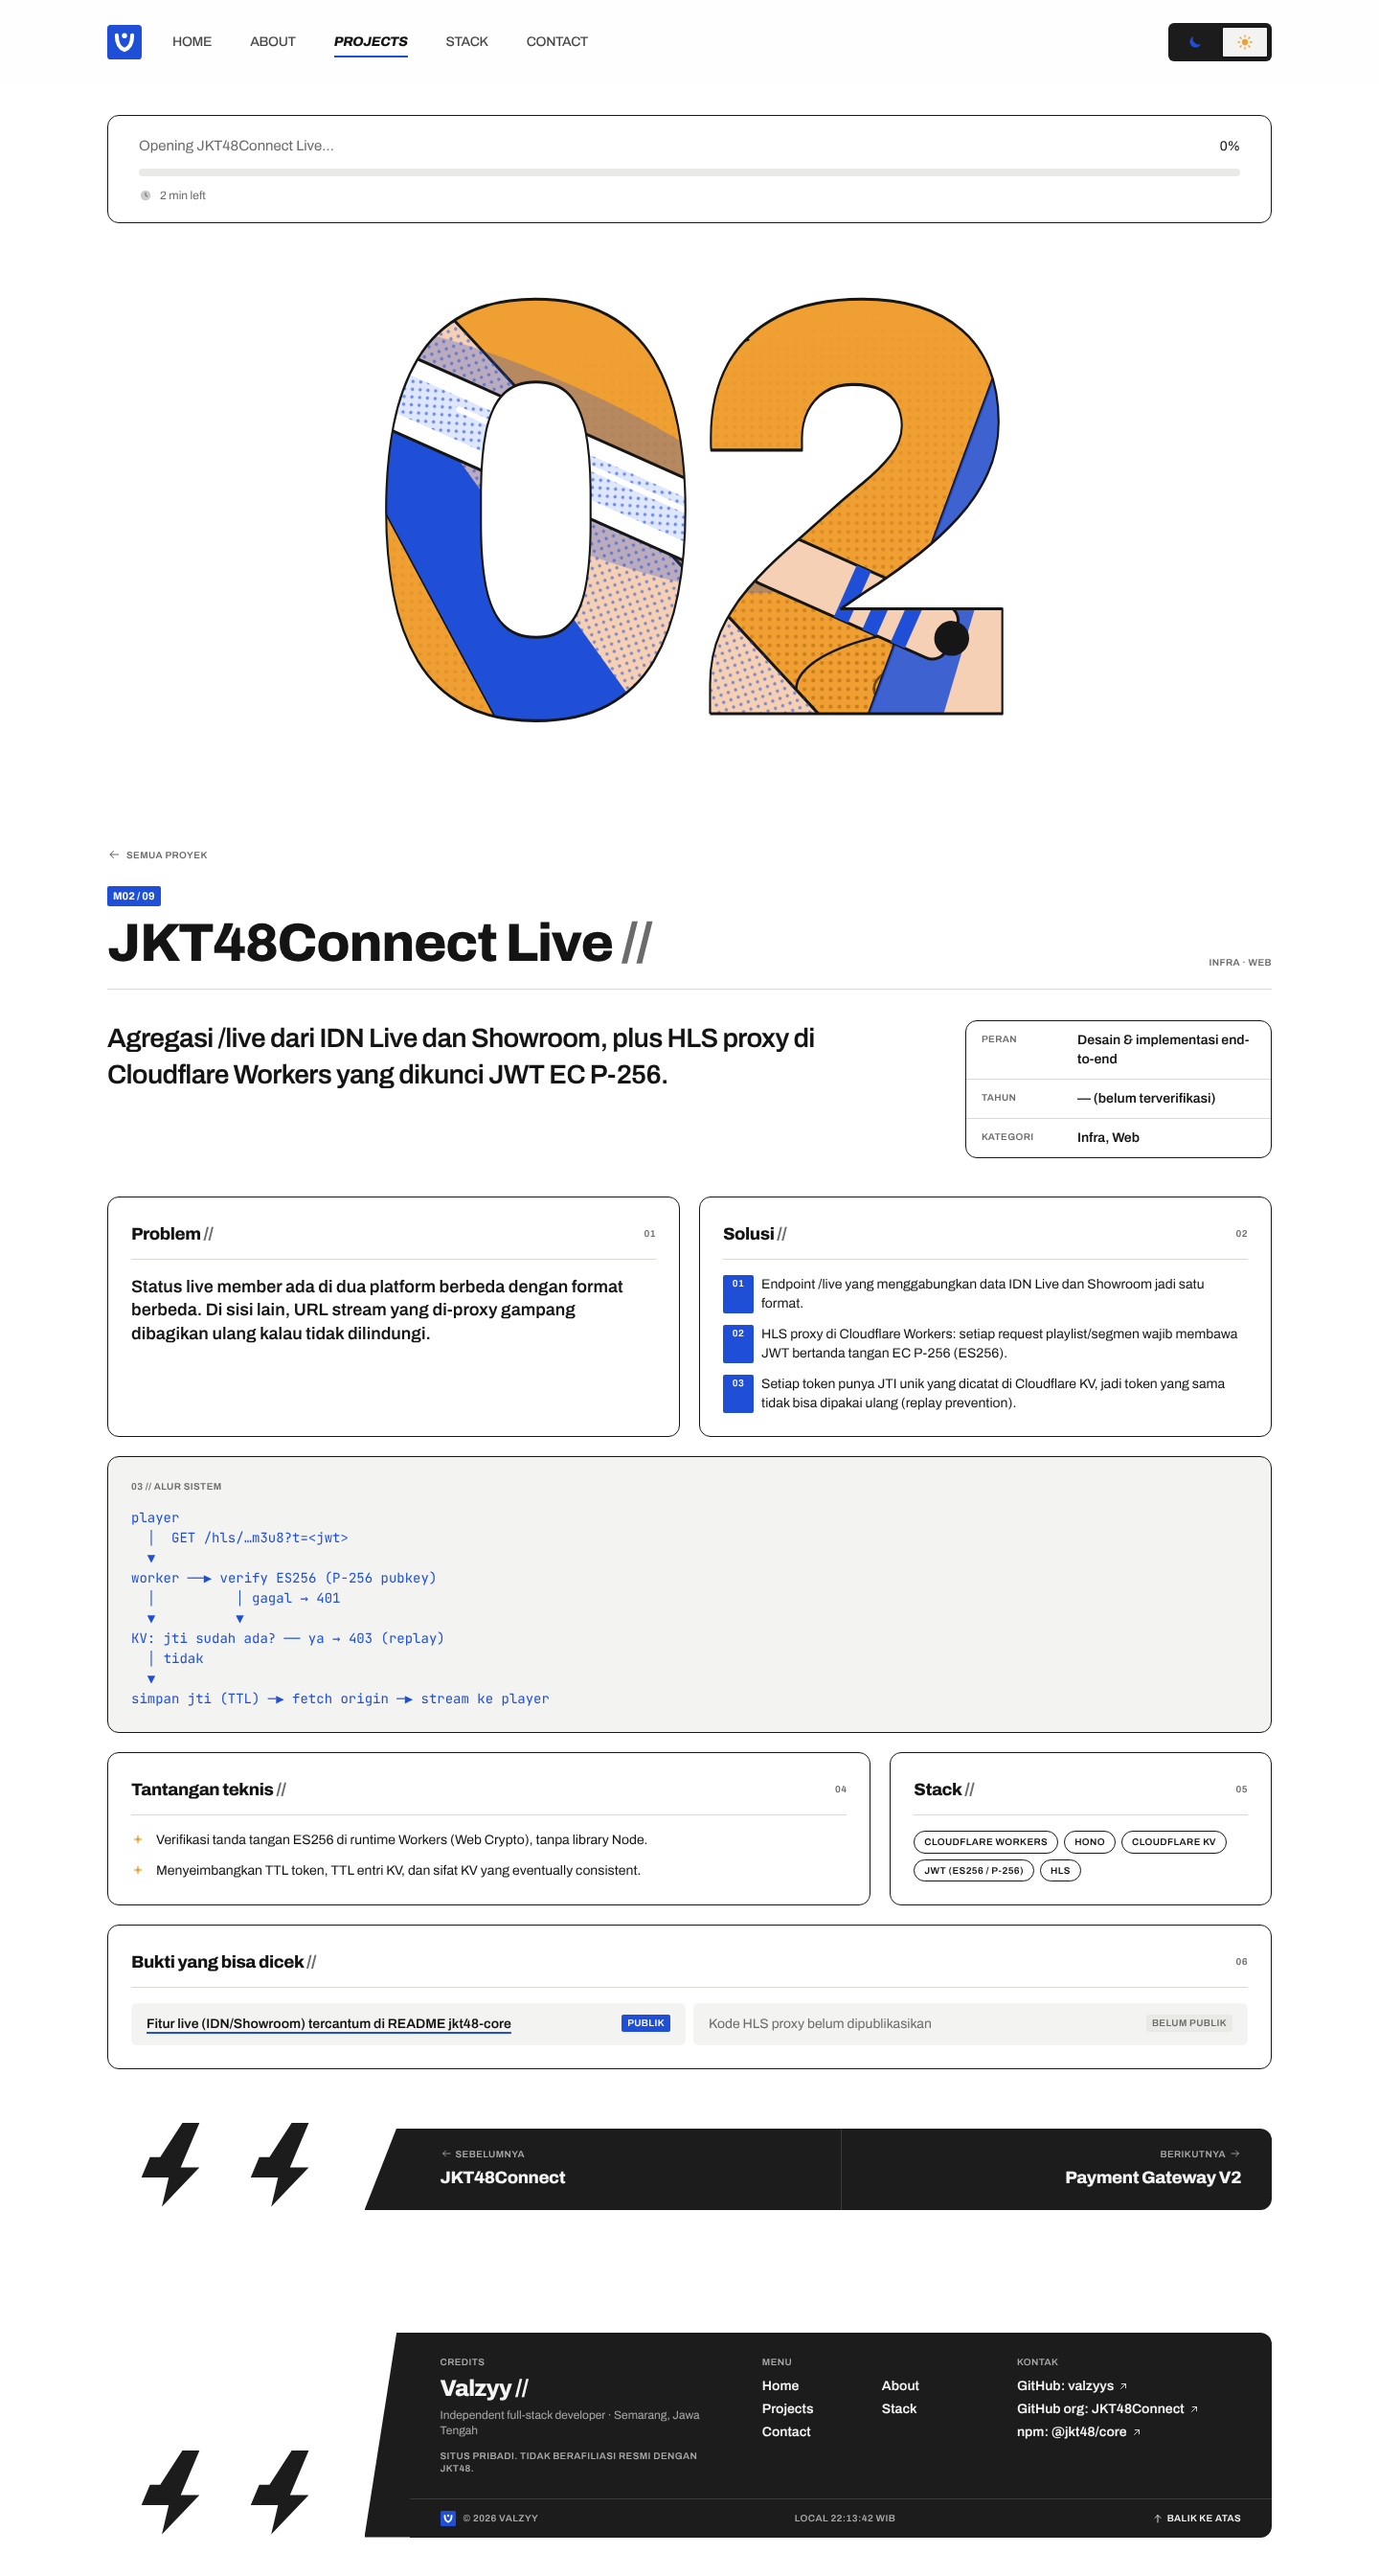 HOME ABOUT PROJECTS STACK CONTACT
Opening JKT48Connect Live...
0%
2 min left
02
← SEMUA PROYEK
M02 / 09
JKT48Connect Live //
INFRA · WEB
Agregasi /live dari IDN Live dan Showroom, plus HLS proxy di
Cloudflare Workers yang dikunci JWT EC P-256.
PERAN
Desain & implementasi end-
to-end
TAHUN
— (belum terverifikasi)
KATEGORI
Infra, Web
Problem //
01
Status live member ada di dua platform berbeda dengan format
berbeda. Di sisi lain, URL stream yang di-proxy gampang
dibagikan ulang kalau tidak dilindungi.
Solusi //
02
01
Endpoint /live yang menggabungkan data IDN Live dan Showroom jadi satu
format.
02
HLS proxy di Cloudflare Workers: setiap request playlist/segmen wajib membawa
JWT bertanda tangan EC P-256 (ES256).
03
Setiap token punya JTI unik yang dicatat di Cloudflare KV, jadi token yang sama
tidak bisa dipakai ulang (replay prevention).
03 // ALUR SISTEM
player
│  GET /hls/…m3u8?t=<jwt>
▼
worker ──▶ verify ES256 (P-256 pubkey)
│          │ gagal → 401
▼          ▼
KV: jti sudah ada? ── ya → 403 (replay)
│ tidak
▼
simpan jti (TTL) ─▶ fetch origin ─▶ stream ke player
Tantangan teknis //
04
Verifikasi tanda tangan ES256 di runtime Workers (Web Crypto), tanpa library Node.
Menyeimbangkan TTL token, TTL entri KV, dan sifat KV yang eventually consistent.
Stack //
05
CLOUDFLARE WORKERS HONO CLOUDFLARE KV
JWT (ES256 / P-256) HLS
Bukti yang bisa dicek //
06
Fitur live (IDN/Showroom) tercantum di README jkt48-core
PUBLIK
Kode HLS proxy belum dipublikasikan
BELUM PUBLIK
← SEBELUMNYA
JKT48Connect
BERIKUTNYA →
Payment Gateway V2
CREDITS
Valzyy //
Independent full-stack developer · Semarang, Jawa
Tengah
SITUS PRIBADI. TIDAK BERAFILIASI RESMI DENGAN
JKT48.
MENU
Home About
Projects Stack
Contact
KONTAK
GitHub: valzyys ↗
GitHub org: JKT48Connect ↗
npm: @jkt48/core ↗
© 2026 VALZYY
LOCAL 22:13:42 WIB
↑ BALIK KE ATAS